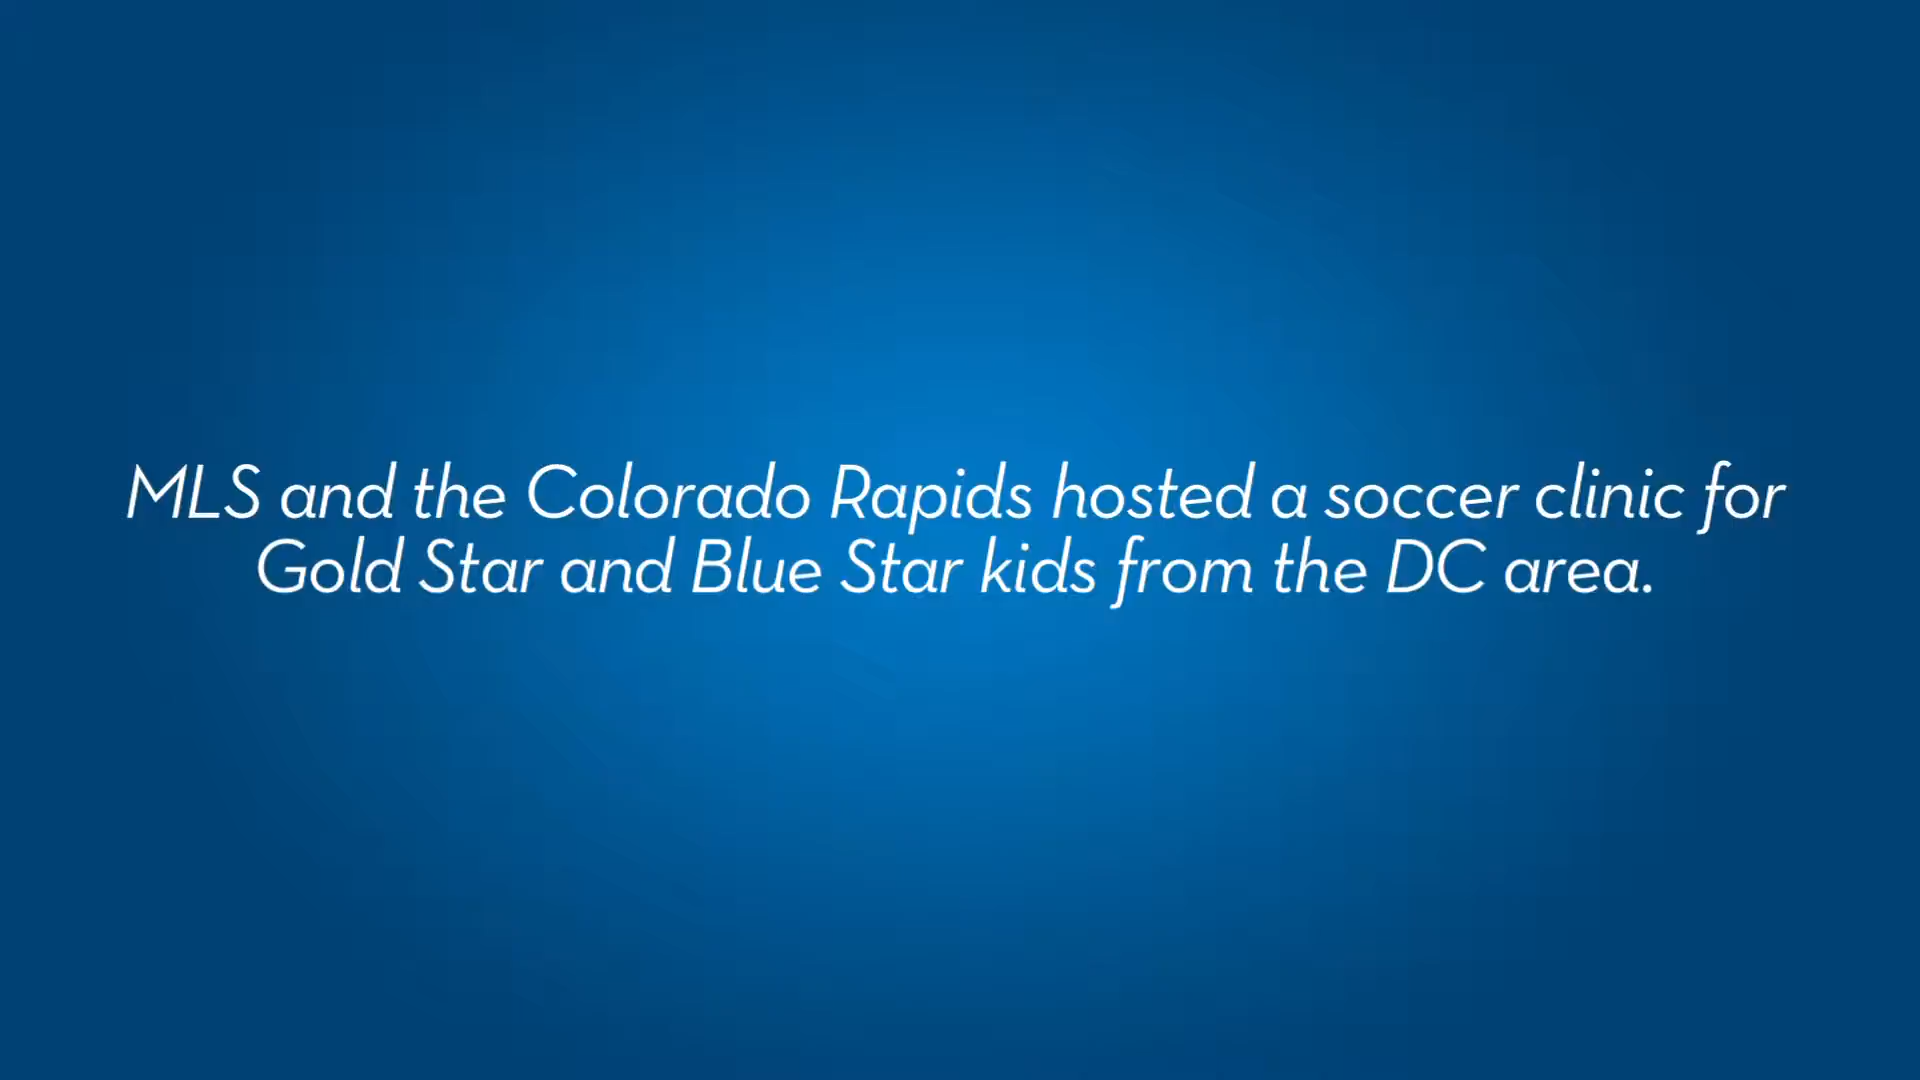 MLS and the Colorado Rapids hosted a soccer clinic for
Gold Star and Blue Star kids from the DC area.